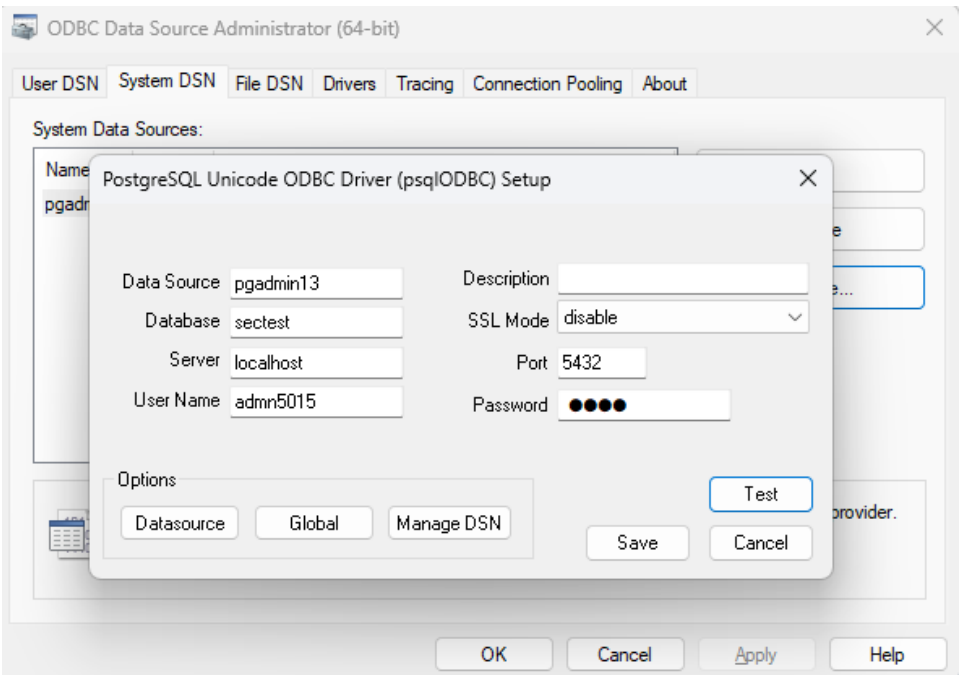 ODBC Data Source Administrator (64-bit)
User DSN System DSN File DSN Drivers Tracing Connection Pooling About
System Data Sources:
Name
PostgreSQL Unicode ODBC Driver (psqlODBC) Setup
Data Source pgadmin13 Description
Database sectest SSL Mode disable
Server localhost Port 5432
User Name admn5015 Password ●●●●
Options
Datasource Global Manage DSN
Test
Save Cancel
provider.
OK Cancel Apply Help